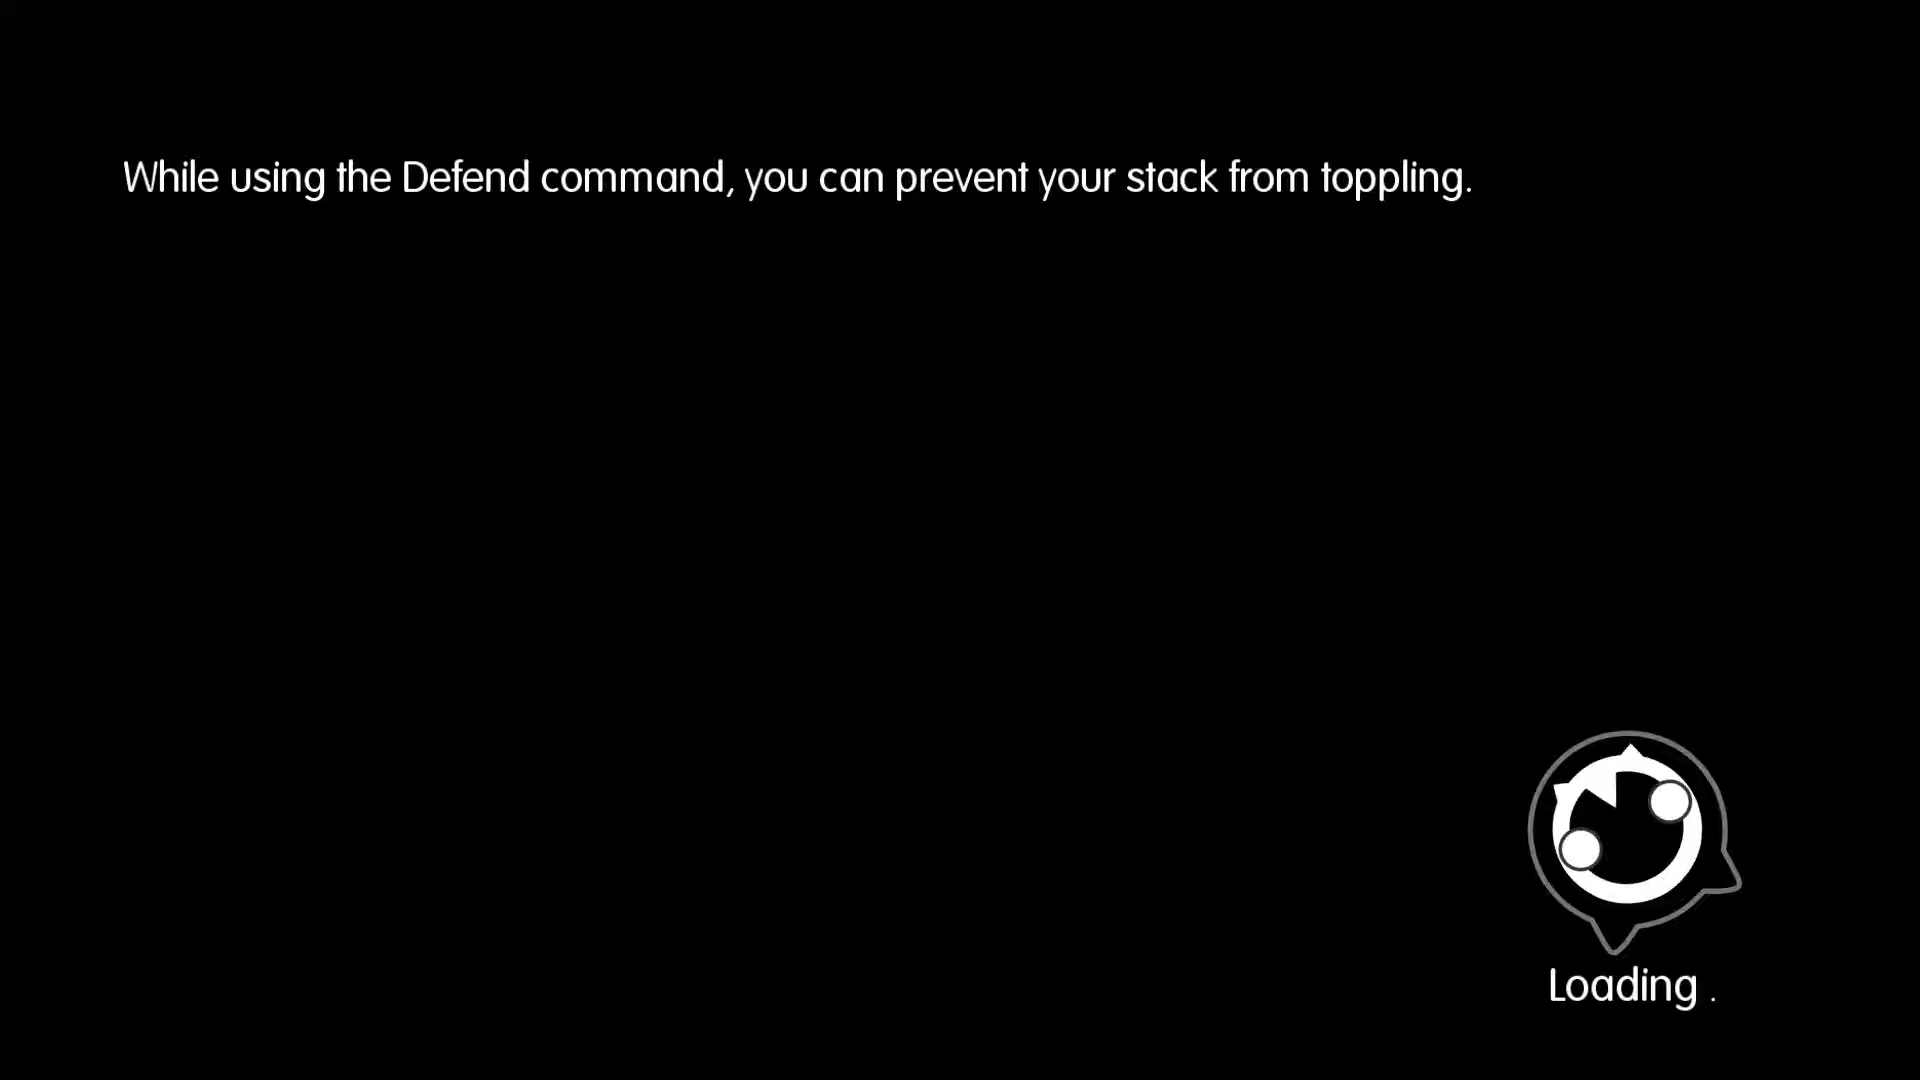 While using the Defend command, you can prevent your stack from toppling.
Loading .